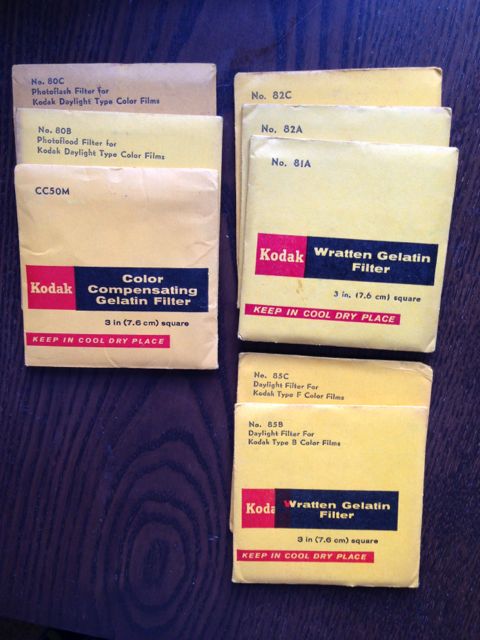 No. 80C
Photoflash Filter for
Kodak Daylight Type Color Films
No. 80B
Photoflood Filter for
Kodak Daylight Type Color Films
CC50M
Kodak
Color
Compensating
Gelatin Filter
3 in (7.6 cm) square
KEEP IN COOL DRY PLACE
No. 82C
No. 82A
No. 81A
Kodak
Wratten Gelatin
Filter
3 in. (7.6 cm) square
KEEP IN COOL DRY PLACE
No. 85C
Daylight Filter For
Kodak Type F Color Films
No. 85B
Daylight Filter For
Kodak Type B Color Films
Koda
Wratten Gelatin
Filter
3 in (7.6 cm) square
KEEP IN COOL DRY PLACE